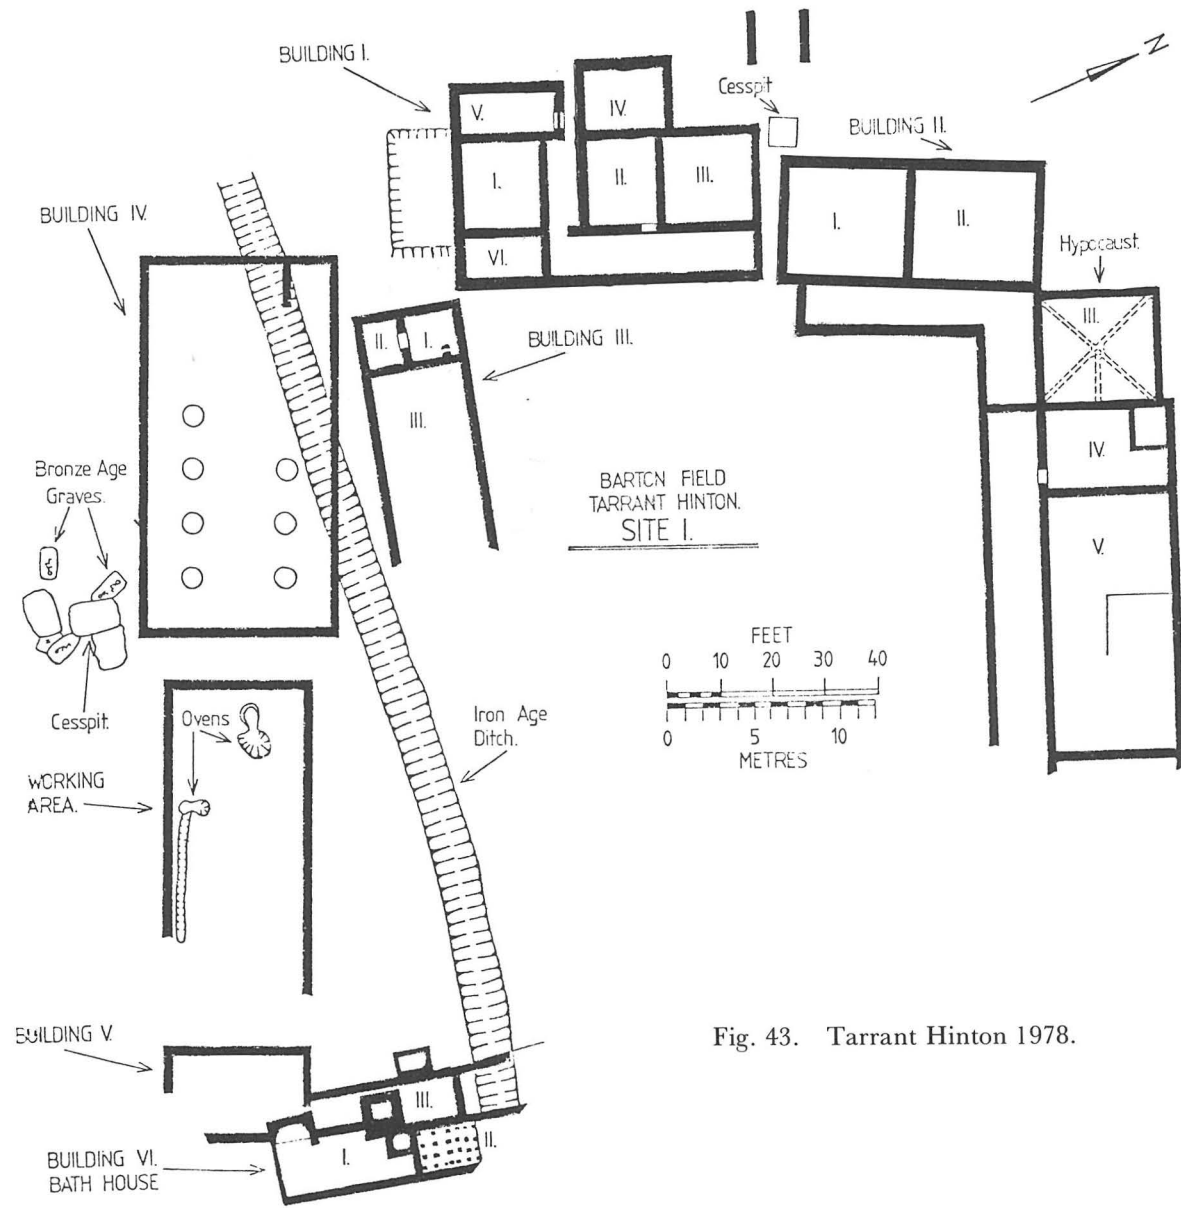 BUILDING I.
N
Cesspit
BUILDING II.
V.
IV.
I.
II.
III.
VI.
I.
II.
Hypocaust.
III.
IV.
V.
BUILDING IV.
II.
I.
III.
BUILDING III.
Bronze Age
Graves.
Cesspit.
BARTON FIELD
TARRANT HINTON.
SITE I.
FEET
0 10 20 30 40
0 5 10
METRES
Ovens
WORKING
AREA.
Iron Age
Ditch.
BUILDING V.
III.
II.
I.
BUILDING VI.
BATH HOUSE
Fig. 43. Tarrant Hinton 1978.